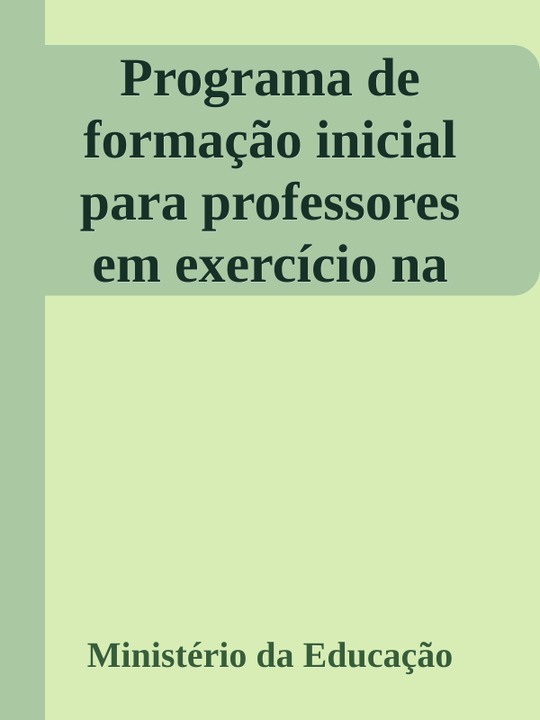 Programa de
formação inicial
para professores
em exercício na
Ministério da Educação